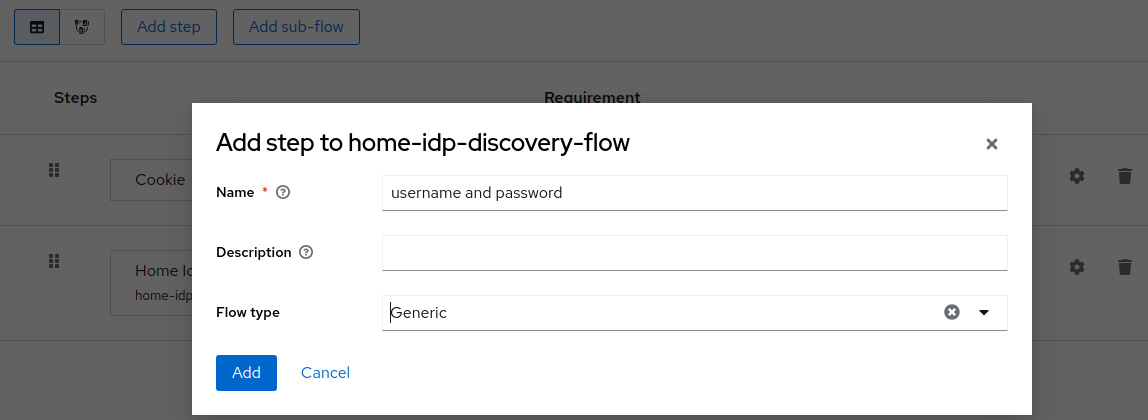 Add step
Add sub-flow
Steps
Requirement
Add step to home-idp-discovery-flow
Cookie
Name *
username and password
Description
Home
home-idp
Flow type
Generic
Add
Cancel